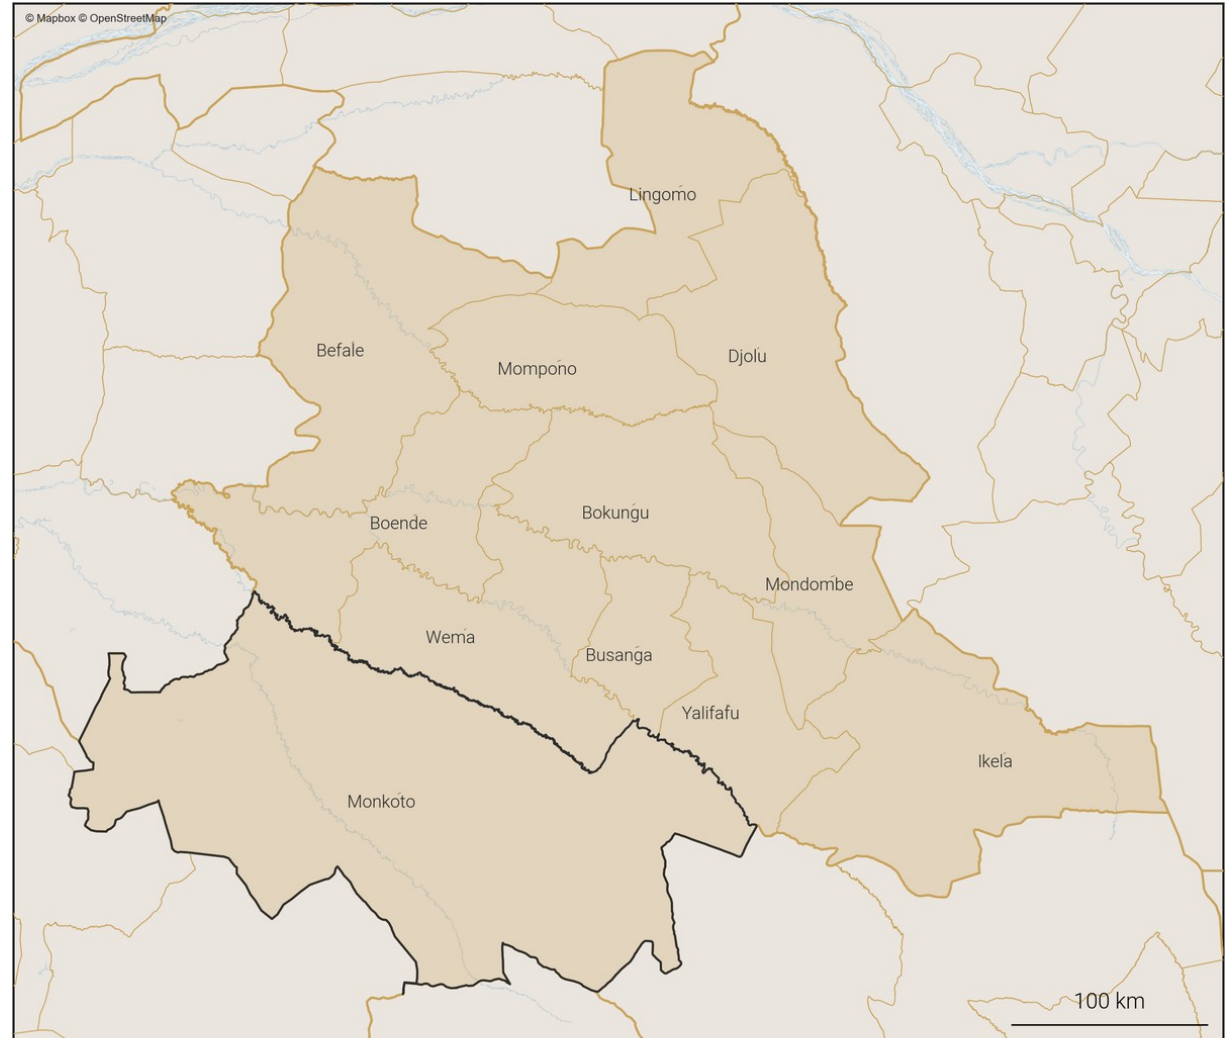 © Mapbox © OpenStreetMap
Lingomo
Befale
Mompono
Djolu
Boende
Bokungu
Mondombe
Wema
Busanga
Yalifafu
Ikela
Monkoto
100 km